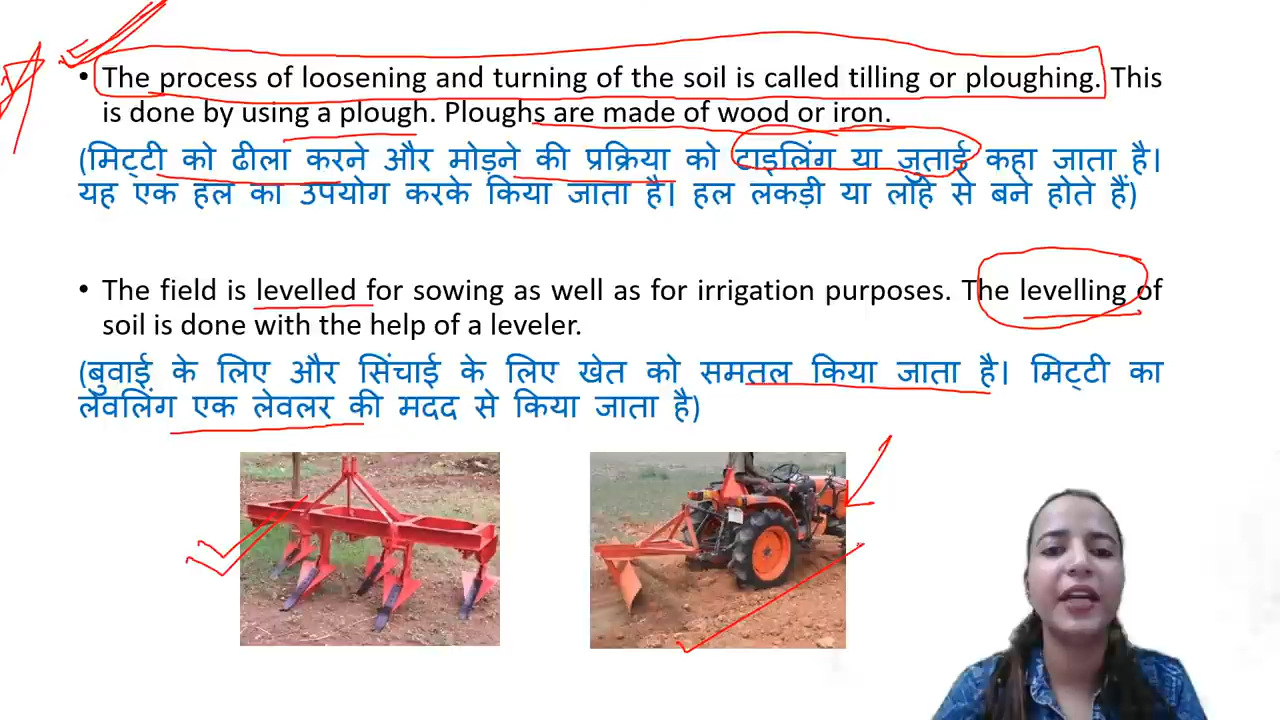 • The process of loosening and turning of the soil is called tilling or ploughing. This
is done by using a plough. Ploughs are made of wood or iron.
(मिट्टी को ढीला करने और मोड़ने की प्रक्रिया को टाइलिंग या जुताई कहा जाता है।
यह एक हल का उपयोग करके किया जाता है। हल लकड़ी या लोहे से बने होते हैं)
• The field is levelled for sowing as well as for irrigation purposes. The levelling of
soil is done with the help of a leveler.
(बुवाई के लिए और सिंचाई के लिए खेत को समतल किया जाता है। मिट्टी का
लेवलिंग एक लेवलर की मदद से किया जाता है)